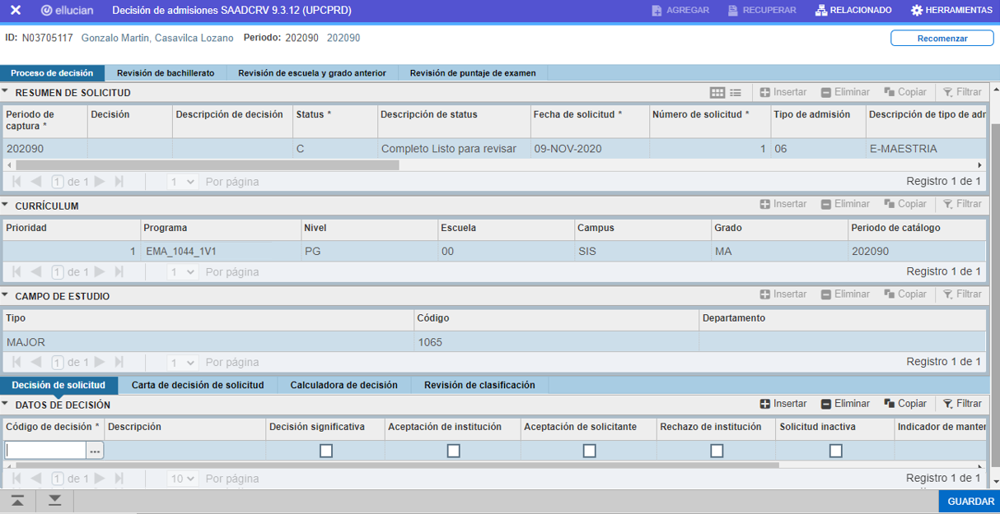 ellucian Decisión de admisiones SAADCRV 9.3.12 (UPCPRD) AGREGAR RECUPERAR RELACIONADO HERRAMIENTAS
ID: N03705117 Gonzalo Martin, Casavilca Lozano Periodo: 202090 202090 Recomenzar
Proceso de decisión Revisión de bachillerato Revisión de escuela y grado anterior Revisión de puntaje de examen
RESUMEN DE SOLICITUD Insertar Eliminar Copiar Filtrar
Periodo de captura * Decisión Descripción de decisión Status * Descripción de status Fecha de solicitud * Número de solicitud * Tipo de admisión Descripción de tipo de adr
202090 C Completo Listo para revisar 09-NOV-2020 1 06 E-MAESTRIA
1 de 1 1 Por página Registro 1 de 1
CURRÍCULUM Insertar Eliminar Copiar Filtrar
Prioridad Programa Nivel Escuela Campus Grado Periodo de catálogo
1 EMA_1044_1V1 PG 00 SIS MA 202090
1 de 1 1 Por página Registro 1 de 1
CAMPO DE ESTUDIO Insertar Eliminar Copiar Filtrar
Tipo Código Departamento
MAJOR 1065
1 de 1 1 Por página Registro 1 de 1
Decisión de solicitud Carta de decisión de solicitud Calculadora de decisión Revisión de clasificación
DATOS DE DECISIÓN Insertar Eliminar Copiar Filtrar
Código de decisión * Descripción Decisión significativa Aceptación de institución Aceptación de solicitante Rechazo de institución Solicitud inactiva Indicador de manter
...
1 de 1 10 Por página Registro 1 de 1
GUARDAR